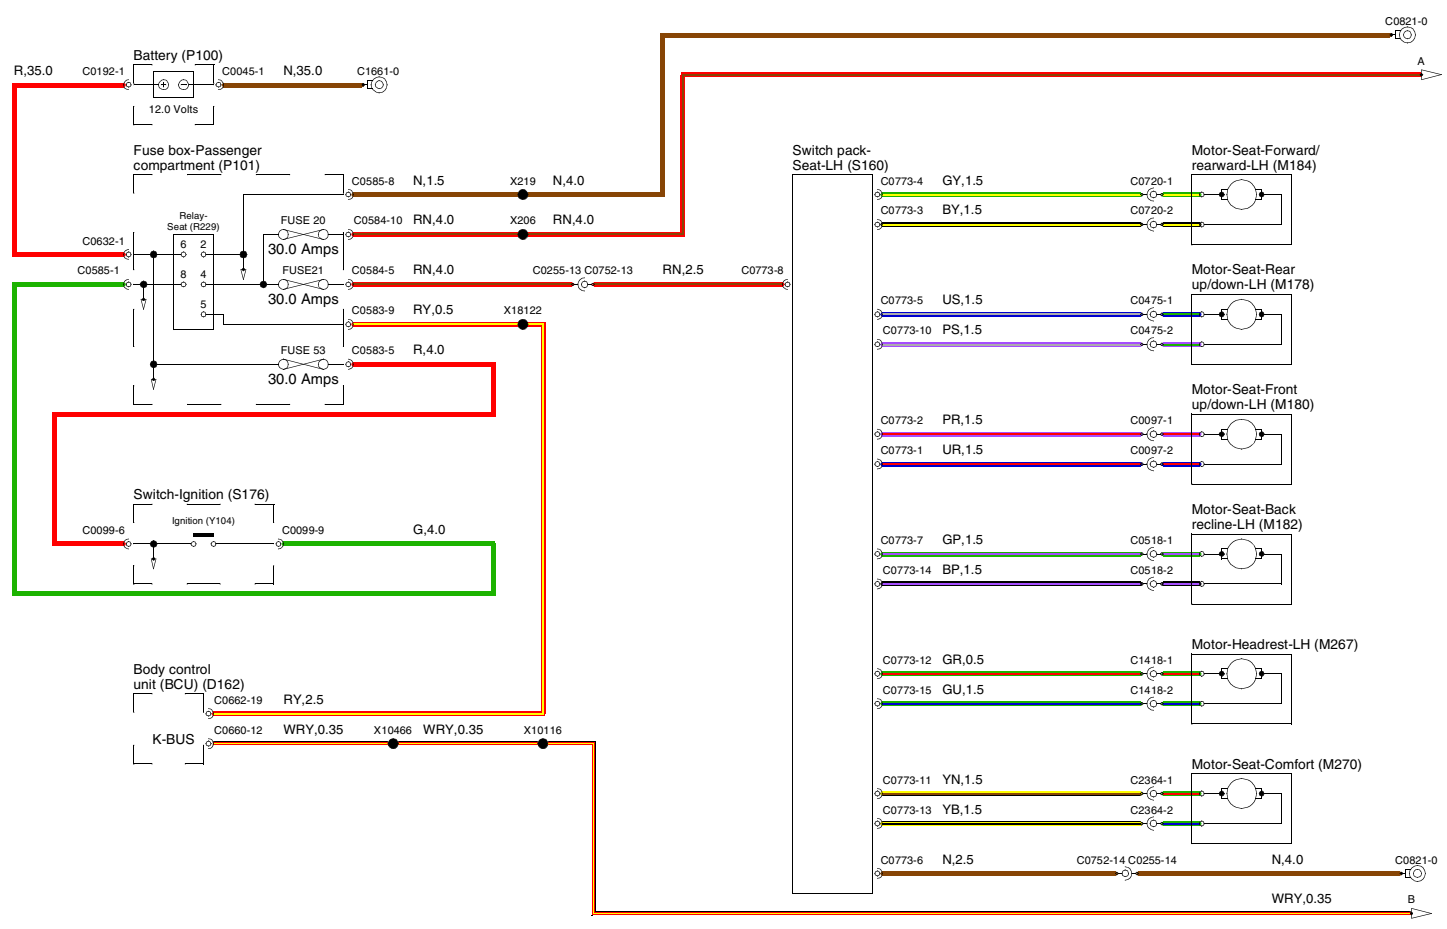 C0821-0
A
Battery (P100)
R,35.0
C0192-1
C0045-1
N,35.0
C1661-0
12.0 Volts
Fuse box-Passenger
compartment (P101)
C0585-8
N,1.5
X219
N,4.0
Relay-
Seat (R229)
6
2
8
4
5
FUSE 20
30.0 Amps
C0584-10
RN,4.0
X206
RN,4.0
C0632-1
C0585-1
FUSE21
30.0 Amps
C0584-5
RN,4.0
C0255-13
C0752-13
RN,2.5
C0773-8
C0583-9
RY,0.5
X18122
FUSE 53
30.0 Amps
C0583-5
R,4.0
Switch-Ignition (S176)
Ignition (Y104)
C0099-6
C0099-9
G,4.0
Body control
unit (BCU) (D162)
C0662-19
RY,2.5
K-BUS
C0660-12
WRY,0.35
X10466
WRY,0.35
X10116
Switch pack-
Seat-LH (S160)
Motor-Seat-Forward/
rearward-LH (M184)
C0773-4
GY,1.5
C0720-1
C0773-3
BY,1.5
C0720-2
Motor-Seat-Rear
up/down-LH (M178)
C0773-5
US,1.5
C0475-1
C0773-10
PS,1.5
C0475-2
Motor-Seat-Front
up/down-LH (M180)
C0773-2
PR,1.5
C0097-1
C0773-1
UR,1.5
C0097-2
Motor-Seat-Back
recline-LH (M182)
C0773-7
GP,1.5
C0518-1
C0773-14
BP,1.5
C0518-2
Motor-Headrest-LH (M267)
C0773-12
GR,0.5
C1418-1
C0773-15
GU,1.5
C1418-2
Motor-Seat-Comfort (M270)
C0773-11
YN,1.5
C2364-1
C0773-13
YB,1.5
C2364-2
C0773-6
N,2.5
C0752-14
C0255-14
N,4.0
C0821-0
WRY,0.35
B